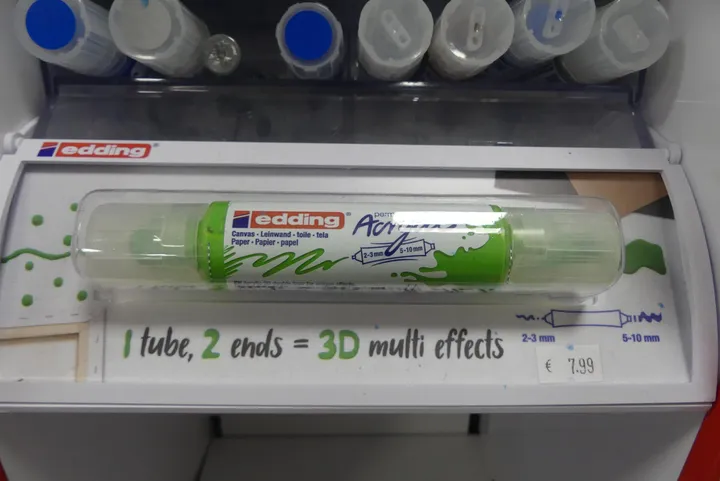 edding
edding
Canvas - Leinwand - toile - tela
Paper - Papier - papel
Acrylic
2-3 mm
5-10 mm
1 tube, 2 ends = 3D multi effects
2-3 mm
5-10 mm
€ 7.99